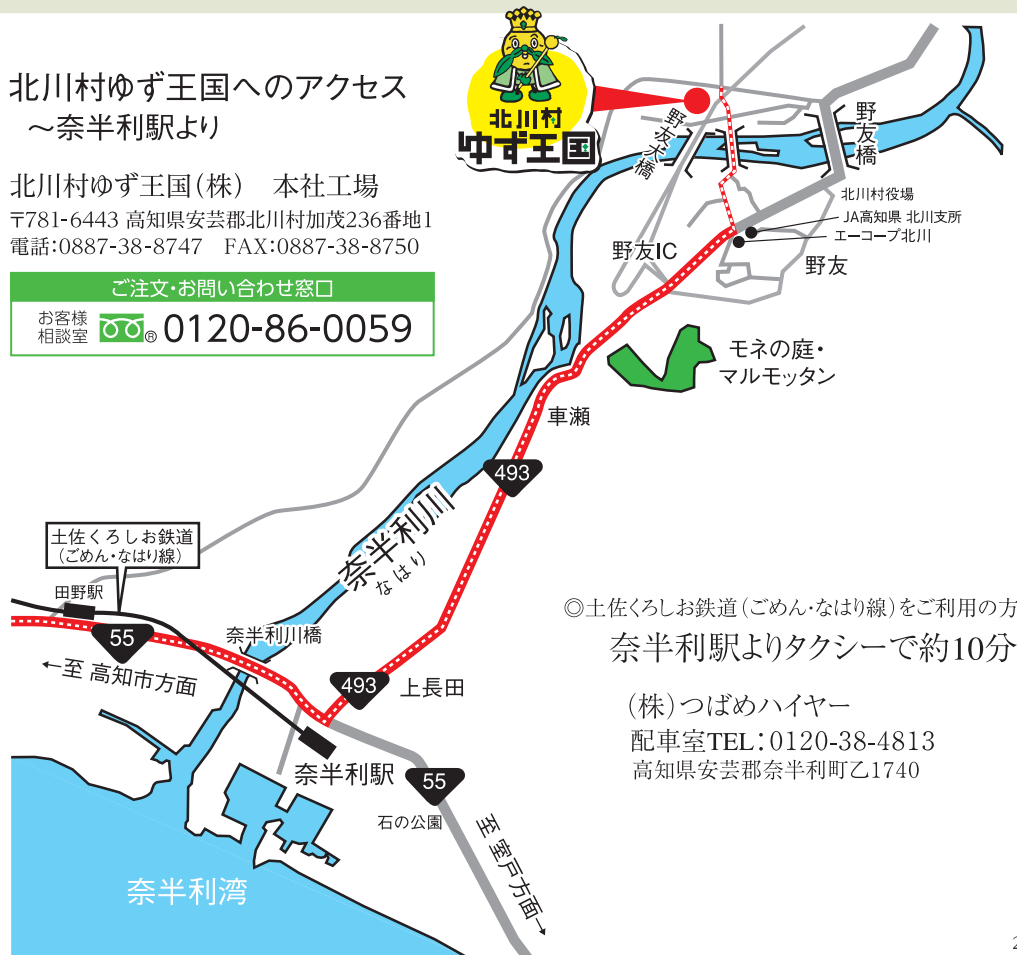 北川村ゆず王国へのアクセス
～奈半利駅より
北川村ゆず王国(株)　本社工場
〒781-6443 高知県安芸郡北川村加茂236番地1
電話:0887-38-8747　FAX:0887-38-8750
ご注文・お問い合わせ窓口
お客様
相談室
® 0120-86-0059
北川村
ゆず王国
野友大橋
野友橋
北川村役場
JA高知県 北川支所
エーコープ北川
野友IC
野友
モネの庭・
マルモッタン
車瀬
493
奈半利川
なはり
土佐くろしお鉄道
(ごめん・なはり線)
田野駅
55
奈半利川橋
←至 高知市方面
493
上長田
奈半利駅
55
石の公園
至 室戸方面→
奈半利湾
◎土佐くろしお鉄道(ごめん・なはり線)をご利用の方
奈半利駅よりタクシーで約10分
(株)つばめハイヤー
配車室TEL:0120-38-4813
高知県安芸郡奈半利町乙1740